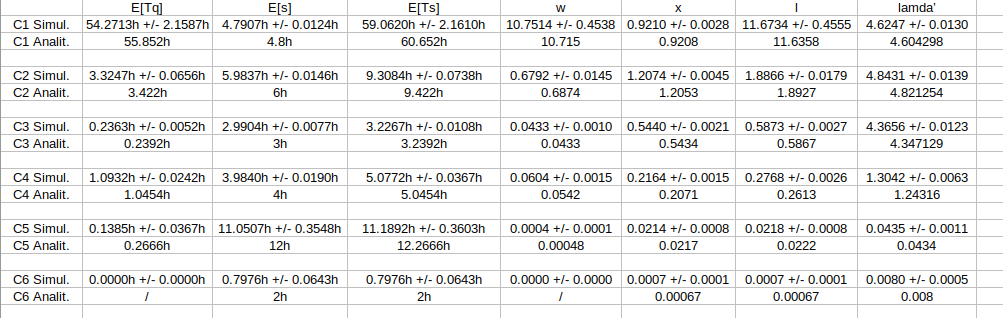 E[Tq] E[s] E[Ts] w x l lamda'
C1 Simul. 54.2713h +/- 2.1587h 4.7907h +/- 0.0124h 59.0620h +/- 2.1610h 10.7514 +/- 0.4538 0.9210 +/- 0.0028 11.6734 +/- 0.4555 4.6247 +/- 0.0130
C1 Analit. 55.852h 4.8h 60.652h 10.715 0.9208 11.6358 4.604298
C2 Simul. 3.3247h +/- 0.0656h 5.9837h +/- 0.0146h 9.3084h +/- 0.0738h 0.6792 +/- 0.0145 1.2074 +/- 0.0045 1.8866 +/- 0.0179 4.8431 +/- 0.0139
C2 Analit. 3.422h 6h 9.422h 0.6874 1.2053 1.8927 4.821254
C3 Simul. 0.2363h +/- 0.0052h 2.9904h +/- 0.0077h 3.2267h +/- 0.0108h 0.0433 +/- 0.0010 0.5440 +/- 0.0021 0.5873 +/- 0.0027 4.3656 +/- 0.0123
C3 Analit. 0.2392h 3h 3.2392h 0.0433 0.5434 0.5867 4.347129
C4 Simul. 1.0932h +/- 0.0242h 3.9840h +/- 0.0190h 5.0772h +/- 0.0367h 0.0604 +/- 0.0015 0.2164 +/- 0.0015 0.2768 +/- 0.0026 1.3042 +/- 0.0063
C4 Analit. 1.0454h 4h 5.0454h 0.0542 0.2071 0.2613 1.24316
C5 Simul. 0.1385h +/- 0.0367h 11.0507h +/- 0.3548h 11.1892h +/- 0.3603h 0.0004 +/- 0.0001 0.0214 +/- 0.0008 0.0218 +/- 0.0008 0.0435 +/- 0.0011
C5 Analit. 0.2666h 12h 12.2666h 0.00048 0.0217 0.0222 0.0434
C6 Simul. 0.0000h +/- 0.0000h 0.7976h +/- 0.0643h 0.7976h +/- 0.0643h 0.0000 +/- 0.0000 0.0007 +/- 0.0001 0.0007 +/- 0.0001 0.0080 +/- 0.0005
C6 Analit. / 2h 2h / 0.00067 0.00067 0.008